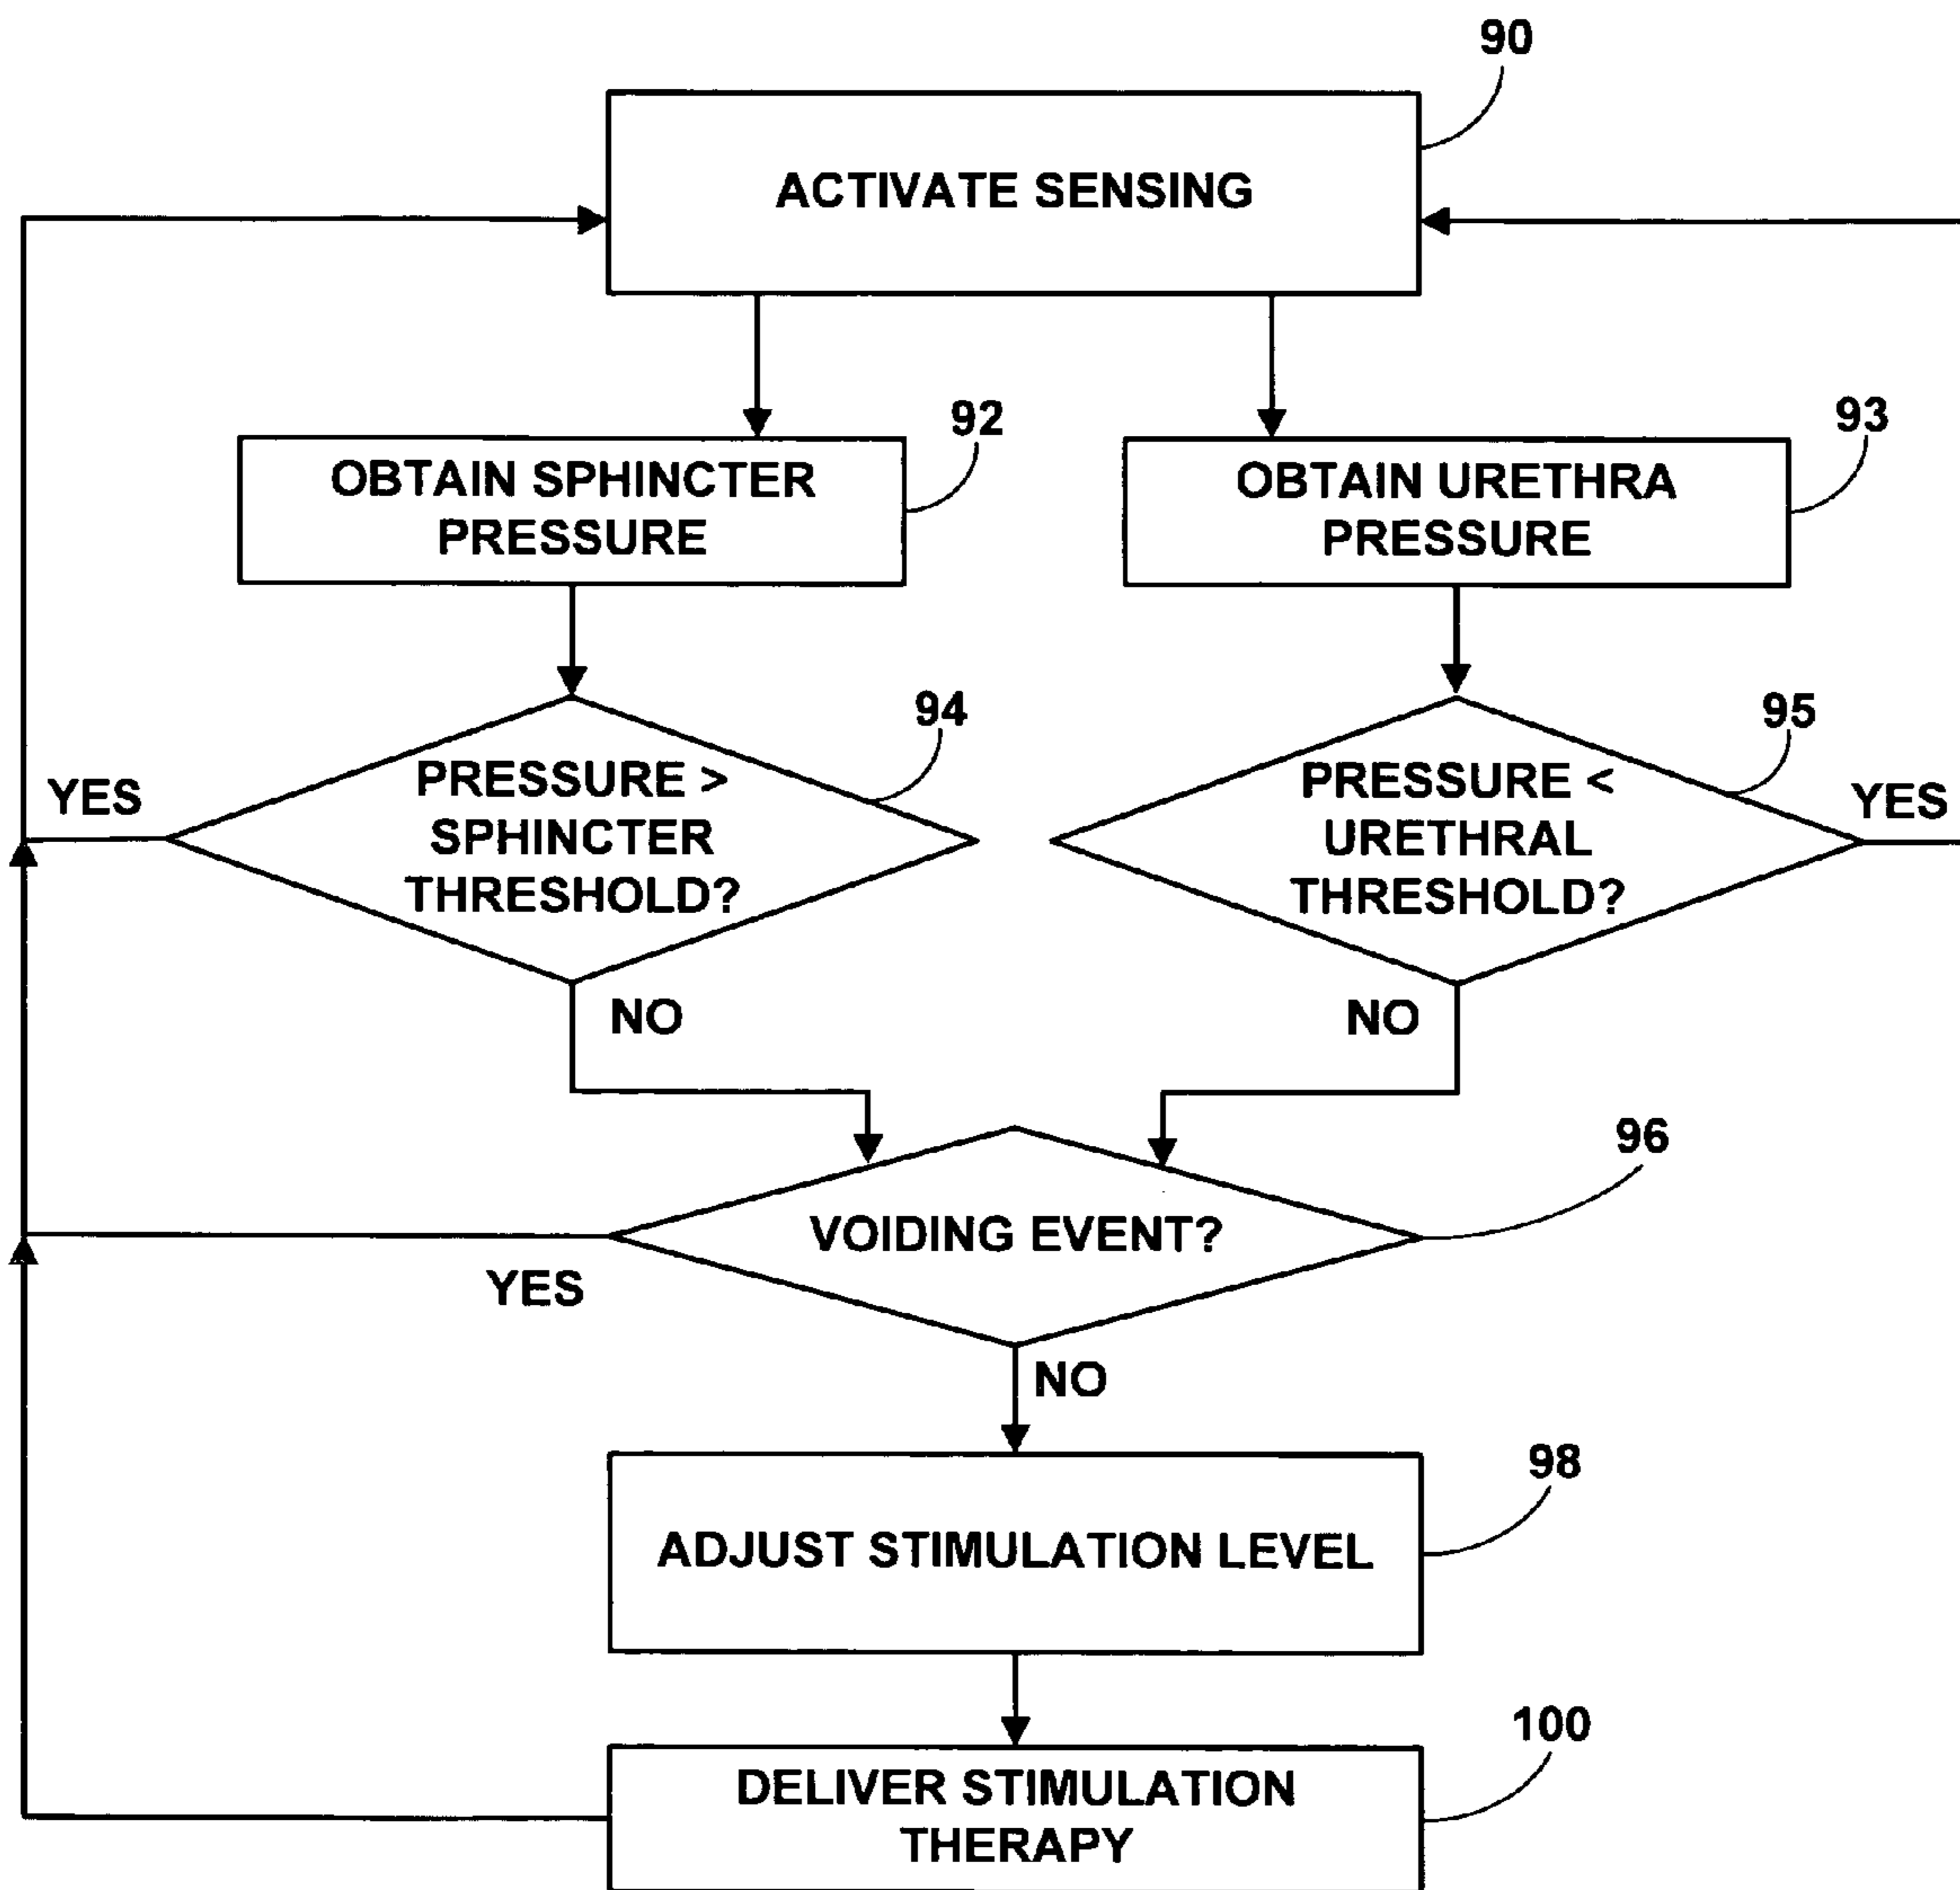 90
ACTIVATE SENSING
92
93
OBTAIN SPHINCTER
PRESSURE
OBTAIN URETHRA
PRESSURE
94
95
YES
PRESSURE >
SPHINCTER
THRESHOLD?
PRESSURE <
URETHRAL
THRESHOLD?
YES
NO
NO
96
VOIDING EVENT?
YES
NO
98
ADJUST STIMULATION LEVEL
100
DELIVER STIMULATION
THERAPY